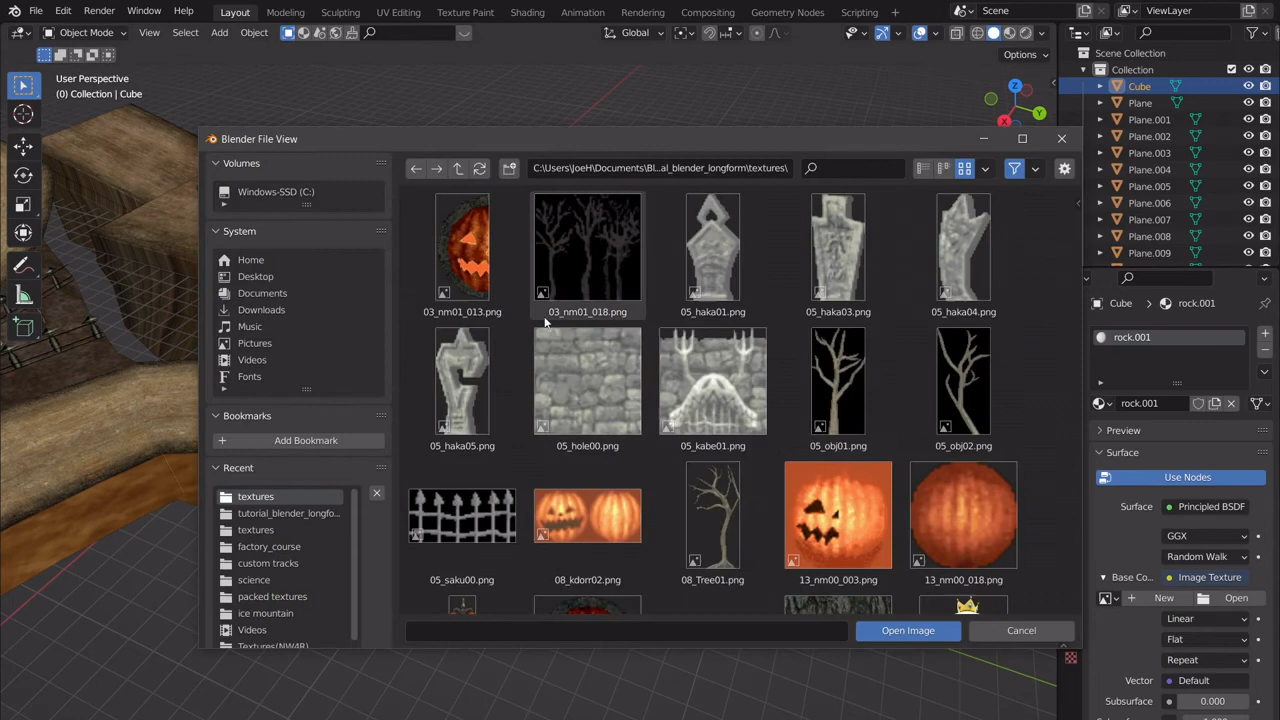 File Edit Render Window Help Layout Modeling Sculpting UV Editing Texture Paint Shading Animation Rendering Compositing Geometry Nodes Scripting + Scene ViewLayer
Object Mode View Select Add Object Global
Options
User Perspective
(0) Collection | Cube
Z
Y
X
Scene Collection
Collection
Cube
Plane
Plane.001
Plane.002
Plane.003
Plane.004
Plane.005
Plane.006
Plane.007
Plane.008
Plane.009
Blender File View
Volumes
Windows-SSD (C:)
System
Home
Desktop
Documents
Downloads
Music
Pictures
Videos
Fonts
Bookmarks
+ Add Bookmark
Recent
textures
tutorial_blender_longfo...
textures
factory_course
custom tracks
science
packed textures
ice mountain
Videos
Textures(NW4R)
C:\Users\JoeH\Documents\Bl...al_blender_longform\textures\
03_nm01_013.png 03_nm01_018.png 05_haka01.png 05_haka03.png 05_haka04.png
05_haka05.png 05_hole00.png 05_kabe01.png 05_obj01.png 05_obj02.png
05_saku00.png 08_kdorr02.png 08_Tree01.png 13_nm00_003.png 13_nm00_018.png
Open Image Cancel
Cube rock.001
rock.001
rock.001
Preview
Surface
Use Nodes
Surface Principled BSDF
GGX
Random Walk
Base Co... Image Texture
+ New Open
Linear
Flat
Repeat
Vector Default
Subsurface 0.000